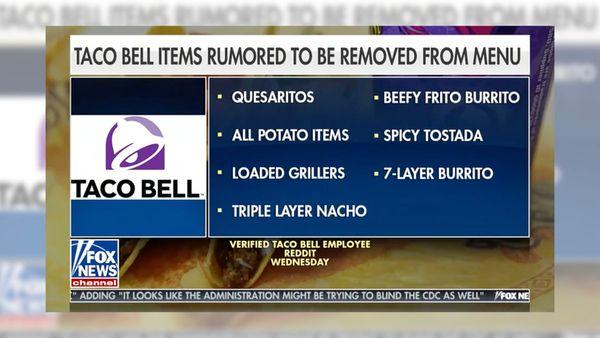 TACO BELL ITEMS RUMORED TO BE REMOVED FROM MENU
TACO BELL
▪ QUESARITOS
▪ ALL POTATO ITEMS
▪ LOADED GRILLERS
▪ TRIPLE LAYER NACHO
▪ BEEFY FRITO BURRITO
▪ SPICY TOSTADA
▪ 7-LAYER BURRITO
VERIFIED TACO BELL EMPLOYEE
REDDIT
WEDNESDAY
FOX
NEWS
channel
" ADDING "IT LOOKS LIKE THE ADMINISTRATION MIGHT BE TRYING TO BLIND THE CDC AS WELL" FOX NE